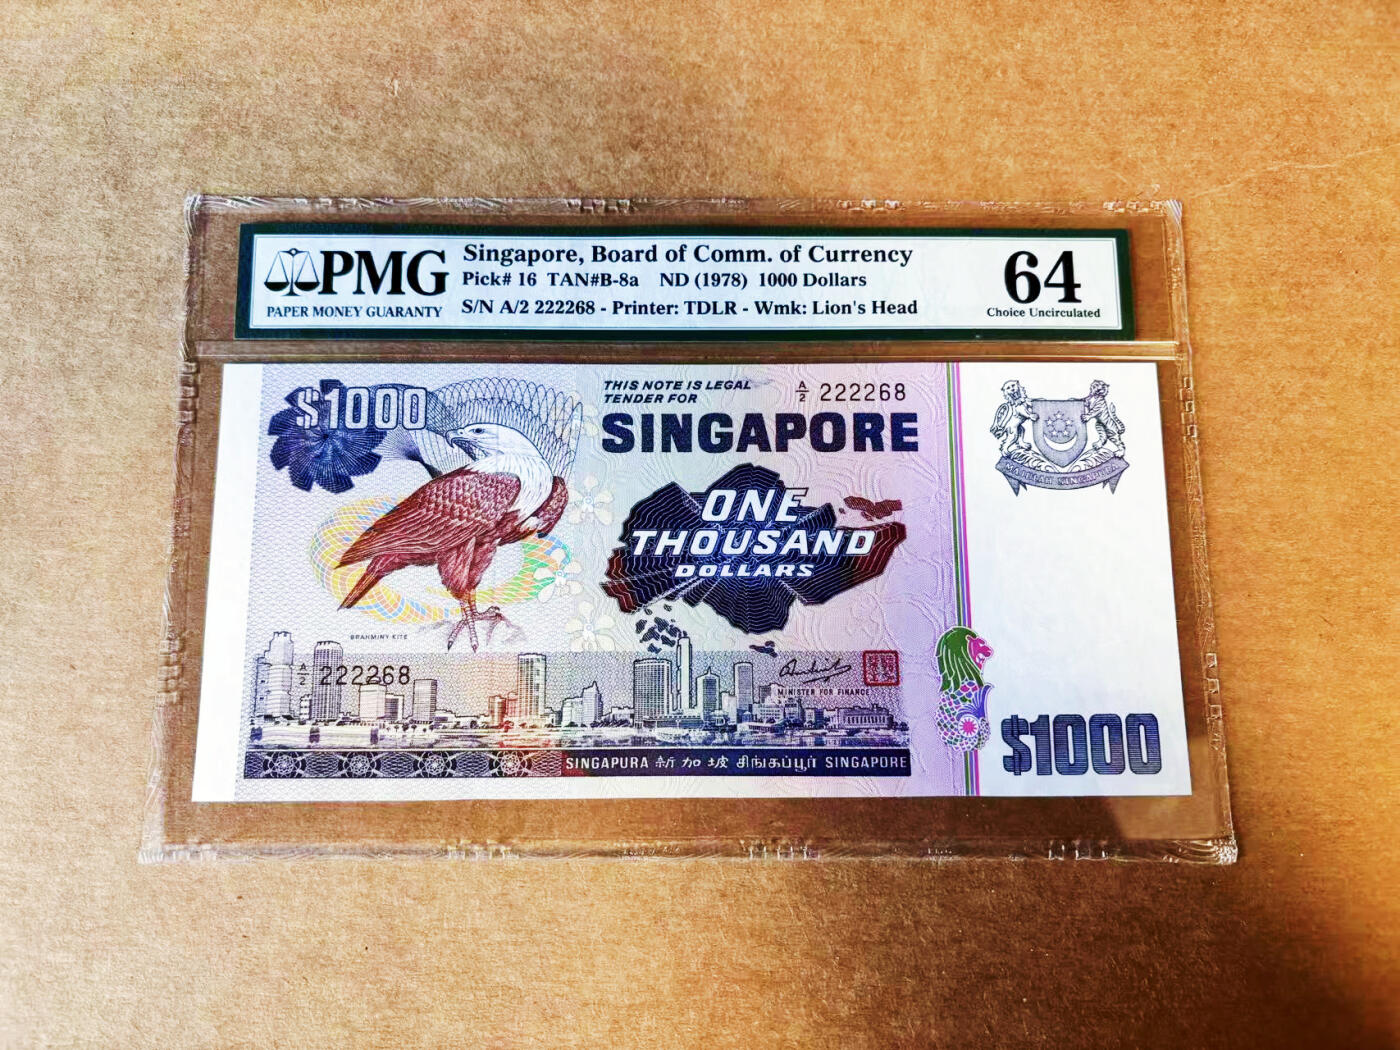 PMG
PAPER MONEY GUARANTY
Singapore, Board of Comm. of Currency
Pick# 16 TAN#B-8a ND (1978) 1000 Dollars
S/N A/2 222268 - Printer: TDLR - Wmk: Lion's Head
64
Choice Uncirculated
$1000
THIS NOTE IS LEGAL
TENDER FOR
A/2 222268
SINGAPORE
ONE
THOUSAND
DOLLARS
MAJULAH SINGAPURA
BRAHMINY KITE
A/2 222268
MINISTER FOR FINANCE
SINGAPURA 新加坡 சிங்கப்பூர் SINGAPORE
$1000